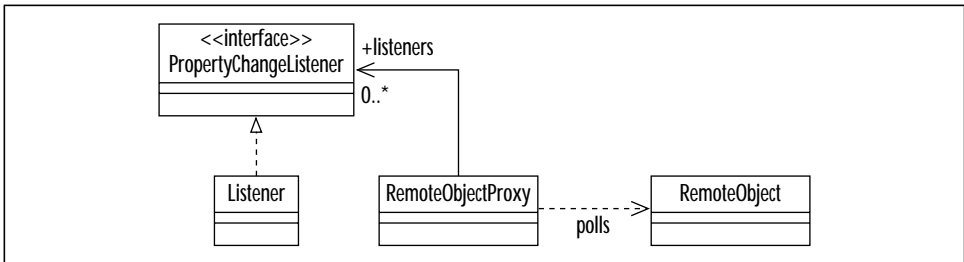 <<interface>>
PropertyChangeListener
+listeners
0..*
Listener
RemoteObjectProxy
RemoteObject
polls